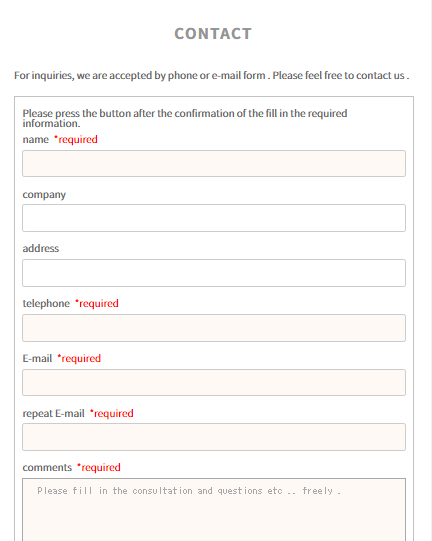 CONTACT
For inquiries, we are accepted by phone or e-mail form . Please feel free to contact us .
Please press the button after the confirmation of the fill in the required
information.
name *required
company
address
telephone *required
E-mail *required
repeat E-mail *required
comments *required
Please fill in the consultation and questions etc .. freely .